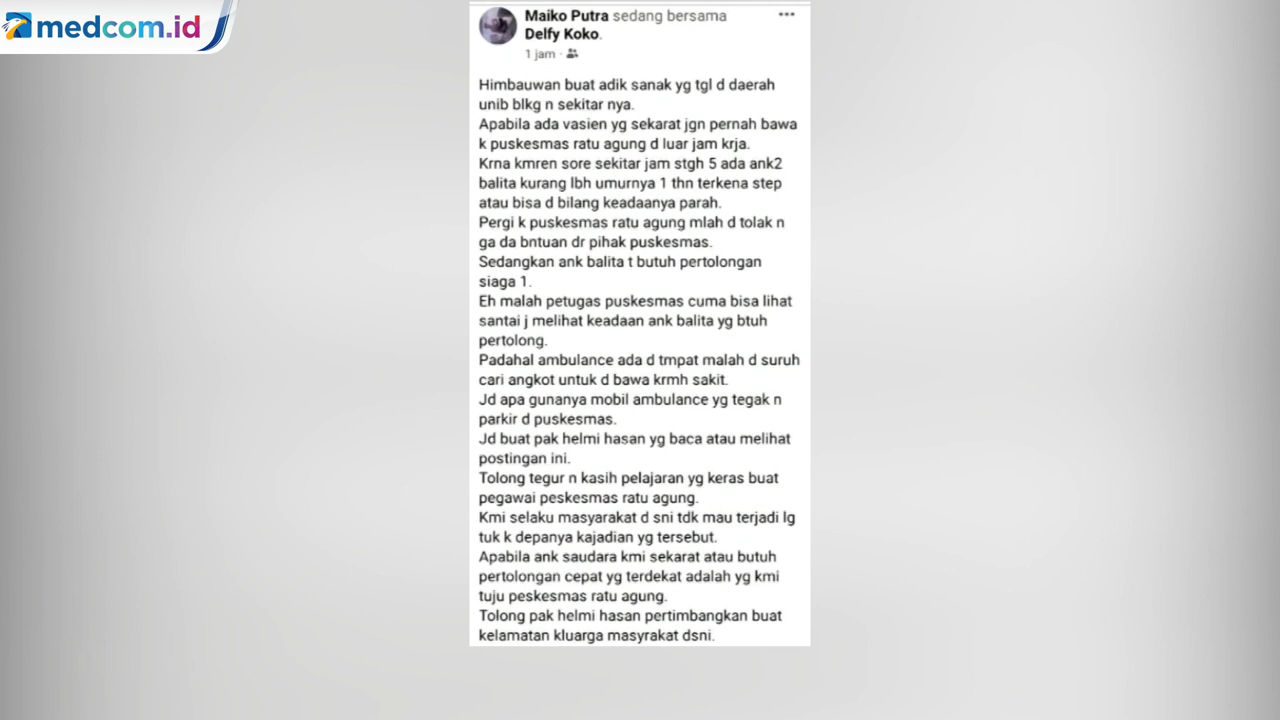 medcom.id
Maiko Putra sedang bersama
Delfy Koko.
1 jam ·
Himbauwan buat adik sanak yg tgl d daerah
unib blkg n sekitar nya.
Apabila ada vasien yg sekarat jgn pernah bawa
k puskesmas ratu agung d luar jam krja.
Krna kmren sore sekitar jam stgh 5 ada ank2
balita kurang lbh umurnya 1 thn terkena step
atau bisa d bilang keadaanya parah.
Pergi k puskesmas ratu agung mlah d tolak n
ga da bntuan dr pihak puskesmas.
Sedangkan ank balita t butuh pertolongan
siaga 1.
Eh malah petugas puskesmas cuma bisa lihat
santai j melihat keadaan ank balita yg btuh
pertolong.
Padahal ambulance ada d tmpat malah d suruh
cari angkot untuk d bawa krmh sakit.
Jd apa gunanya mobil ambulance yg tegak n
parkir d puskesmas.
Jd buat pak helmi hasan yg baca atau melihat
postingan ini.
Tolong tegur n kasih pelajaran yg keras buat
pegawai peskesmas ratu agung.
Kmi selaku masyarakat d sni tdk mau terjadi lg
tuk k depanya kajadian yg tersebut.
Apabila ank saudara kmi sekarat atau butuh
pertolongan cepat yg terdekat adalah yg kmi
tuju peskesmas ratu agung.
Tolong pak helmi hasan pertimbangkan buat
kelamatan kluarga masyrakat dsni.